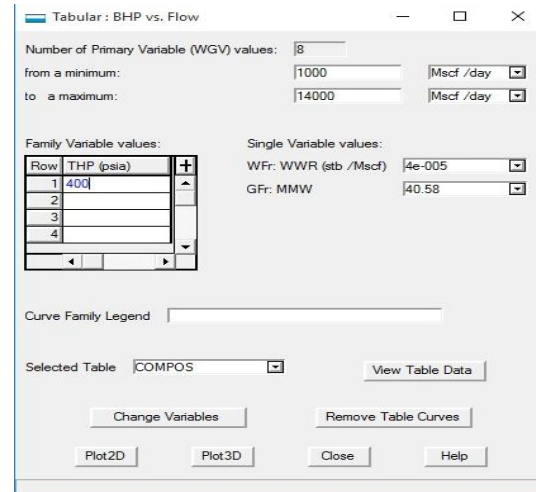 Tabular : BHP vs. Flow
Number of Primary Variable (WGV) values: 8
from a minimum: 1000 Mscf /day
to a maximum: 14000 Mscf /day
Family Variable values: Single Variable values:
Row THP (psia) + WFr: WWR (stb /Mscf) 4e-005
1 400 GFr: MMW 40.58
2
3
4
Curve Family Legend
Selected Table COMPOS View Table Data
Change Variables Remove Table Curves
Plot2D Plot3D Close Help